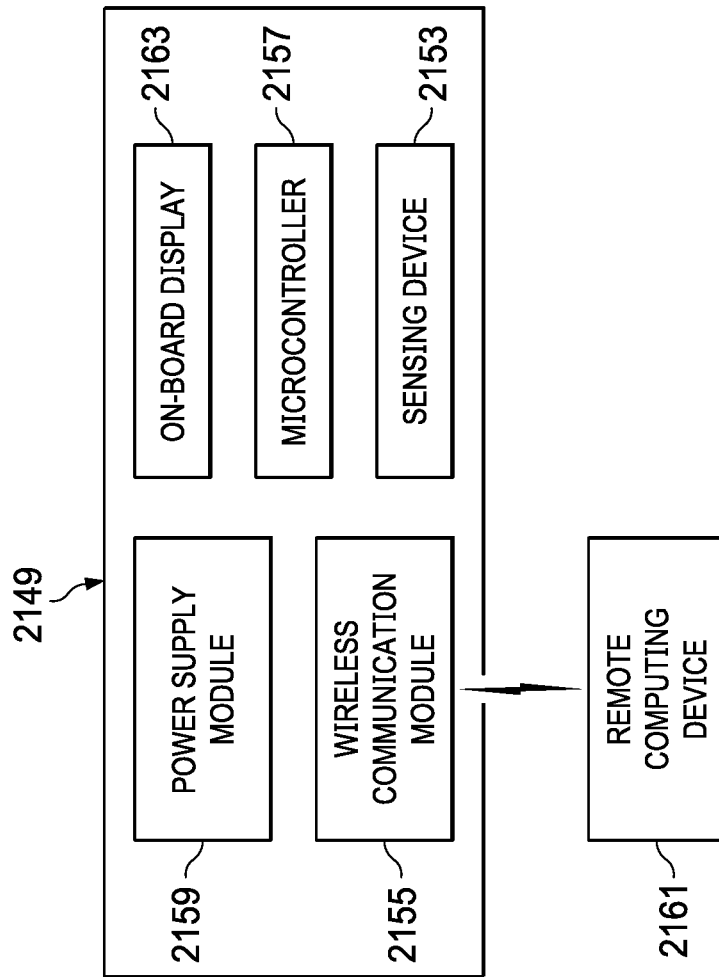 2149
POWER SUPPLY
MODULE
2159
ON-BOARD DISPLAY
2163
WIRELESS
COMMUNICATION
MODULE
2155
MICROCONTROLLER
2157
SENSING DEVICE
2153
REMOTE
COMPUTING
DEVICE
2161